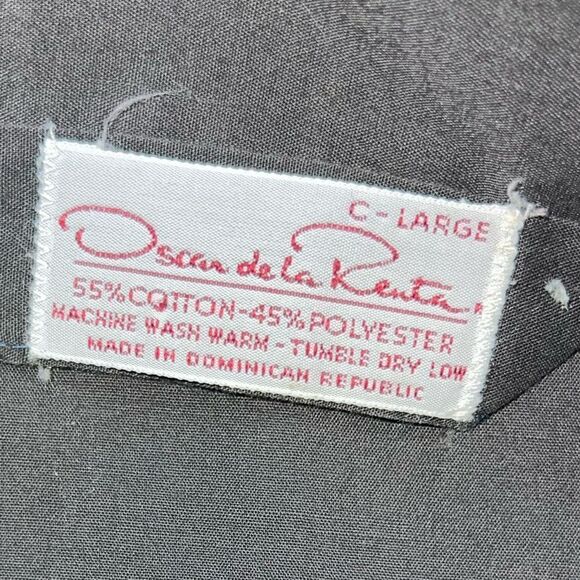 C-LARGE
Oscar de la Renta®
55% COTTON-45% POLYESTER
MACHINE WASH WARM - TUMBLE DRY LOW
MADE IN DOMINICAN REPUBLIC